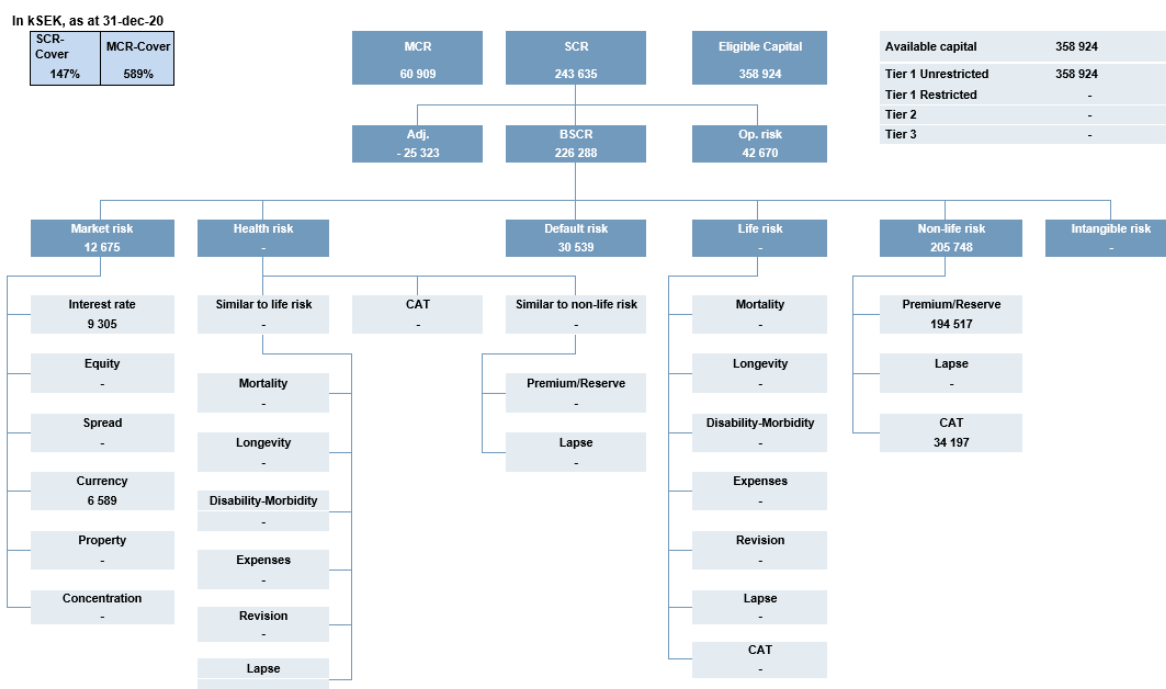 In kSEK, as at 31-dec-20
SCR-
Cover
MCR-Cover
147%
589%
MCR
60 909
SCR
243 635
Eligible Capital
358 924
Available capital 358 924
Tier 1 Unrestricted 358 924
Tier 1 Restricted -
Tier 2 -
Tier 3 -
Adj.
- 25 323
BSCR
226 288
Op. risk
42 670
Market risk
12 675
Health risk
-
Default risk
30 539
Life risk
-
Non-life risk
205 748
Intangible risk
-
Interest rate
9 305
Equity
-
Spread
-
Currency
6 589
Property
-
Concentration
-
Similar to life risk
-
Mortality
-
Longevity
-
Disability-Morbidity
-
Expenses
-
Revision
-
Lapse
CAT
-
Similar to non-life risk
-
Premium/Reserve
-
Lapse
-
Mortality
-
Longevity
-
Disability-Morbidity
-
Expenses
-
Revision
-
Lapse
-
CAT
-
Premium/Reserve
194 517
Lapse
-
CAT
34 197